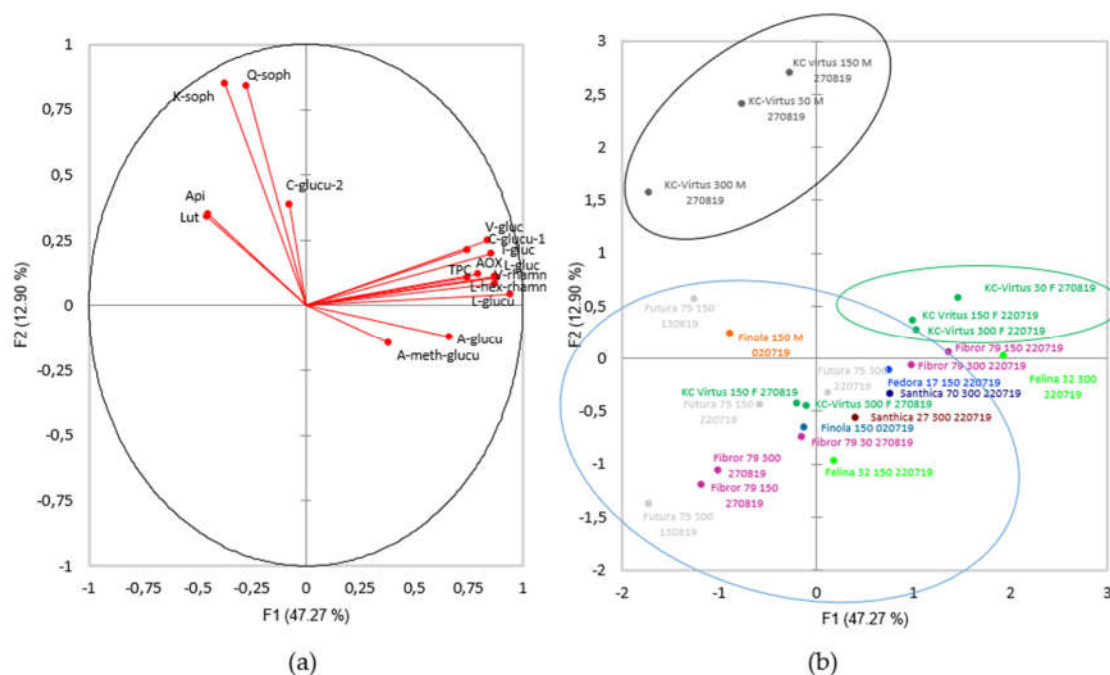 1
0,75
0,5
0,25
0
-0,25
-0,5
-0,75
-1
F2 (12.90 %)
K-soph
Q-soph
C-glucu-2
Api
Lut
V-gluc
C-glucu-1
I-gluc
AOX
L-gluc
TPC
V-rhamn
L-hex-rhamn
L-glucu
A-glucu
A-meth-glucu
-1 -0,75 -0,5 -0,25 0 0,25 0,5 0,75 1
F1 (47.27 %)
(a)
3
2,5
2
1,5
1
0,5
0
-0,5
-1
-1,5
-2
F2 (12.90 %)
KC virtus 150 M
270819
KC-Virtus 30 M
270819
KC-Virtus 300 M
270819
KC-Virtus 30 F 270819
KC Vritus 150 F 220719
KC-Virtus 300 F 220719
Futura 75 150
130819
Finola 150 M
020719
Fibror 79 150 220719
Fibror 79 300 220719
Felina 32 300
220719
Futura 75 300
220719
Fedora 17 150 220719
Santhica 70 300 220719
KC Virtus 150 F 270819
KC-Virtus 300 F 270819
Futura 75 150
220719
Santhica 27 300 220719
Finola 150 020719
Fibror 79 30 270819
Fibror 79 300
270819
Felina 32 150 220719
Fibror 79 150
270819
Futura 75 300
130819
-2 -1 0 1 2 3
F1 (47.27 %)
(b)